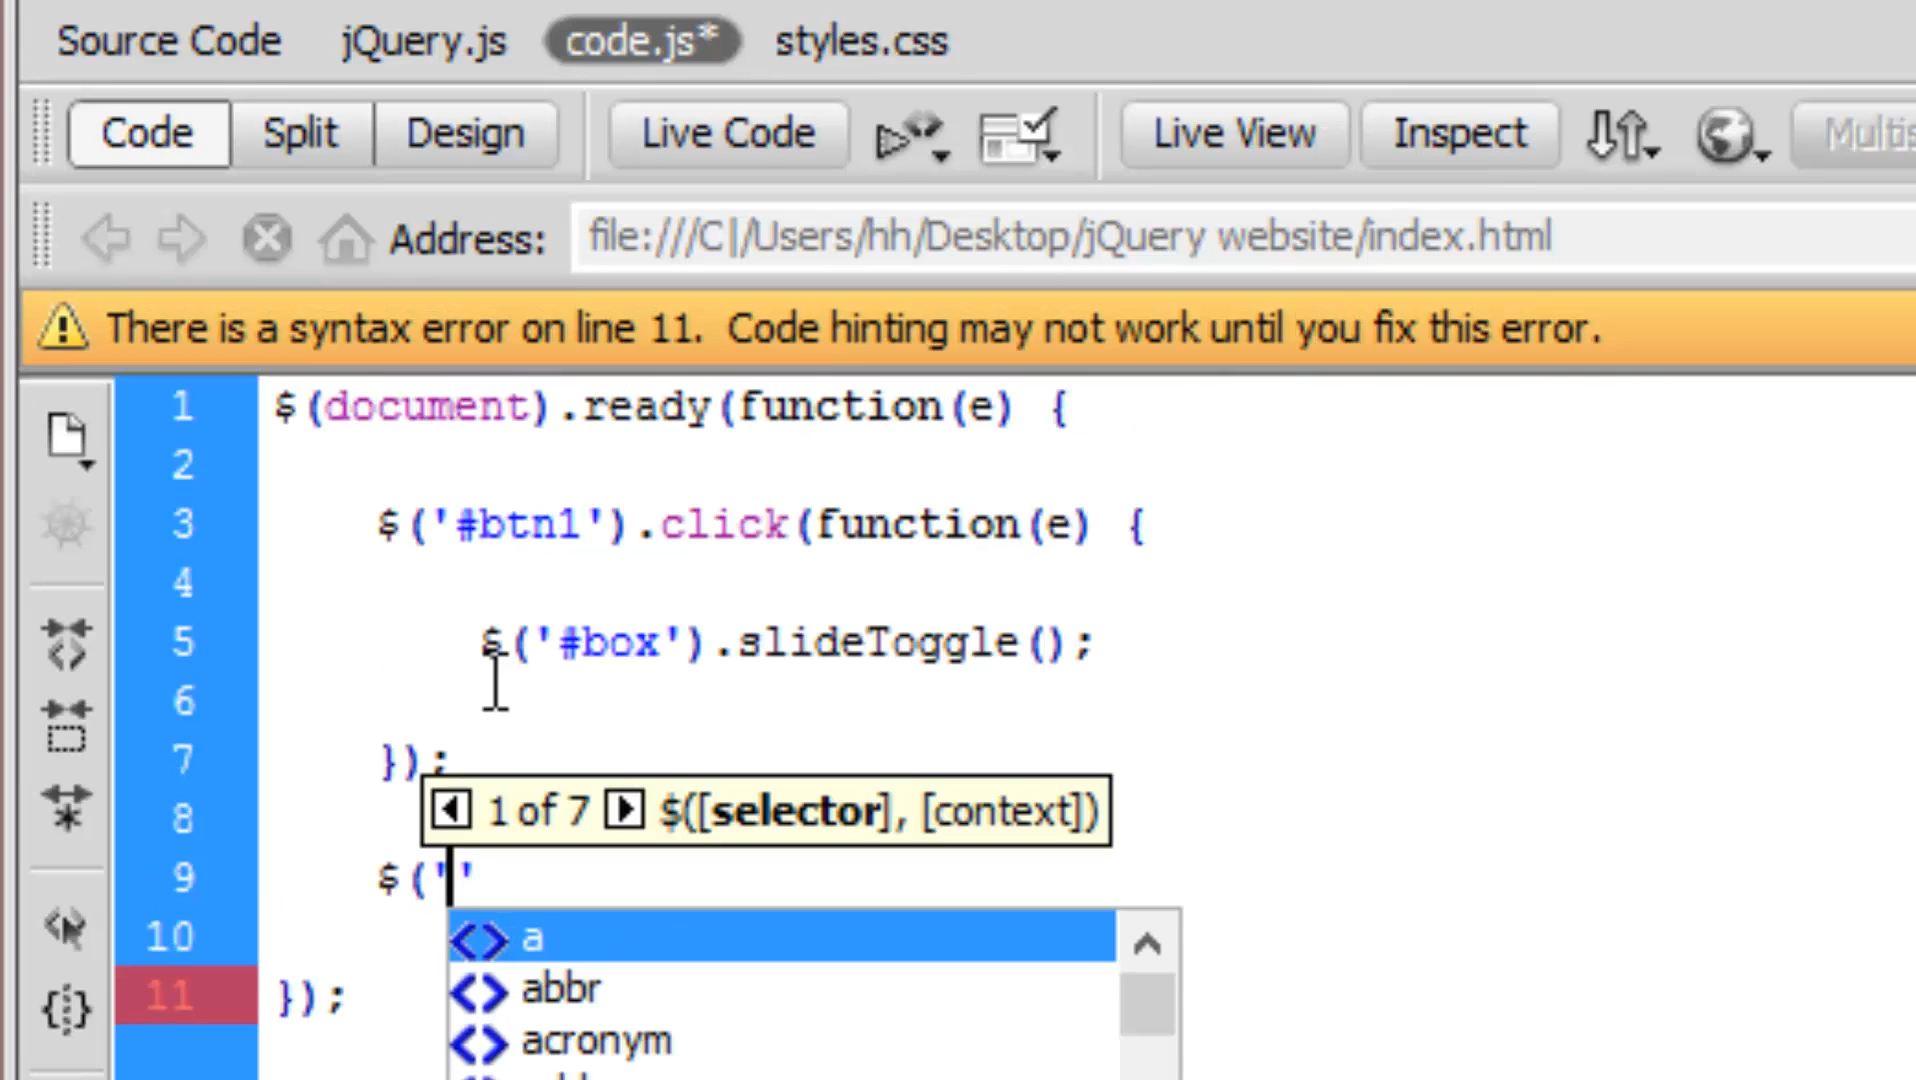 Source Code jQuery.js code.js* styles.css
Code Split Design Live Code Live View Inspect
Address: file:///C|/Users/hh/Desktop/jQuery website/index.html
There is a syntax error on line 11. Code hinting may not work until you fix this error.
1 $(document).ready(function(e) {
2
3 $('#btn1').click(function(e) {
4
5 $('#box').slideToggle();
6
7 });
1 of 7 $([selector], [context])
8
9 $(''
10 a
abbr
11 });
acronym